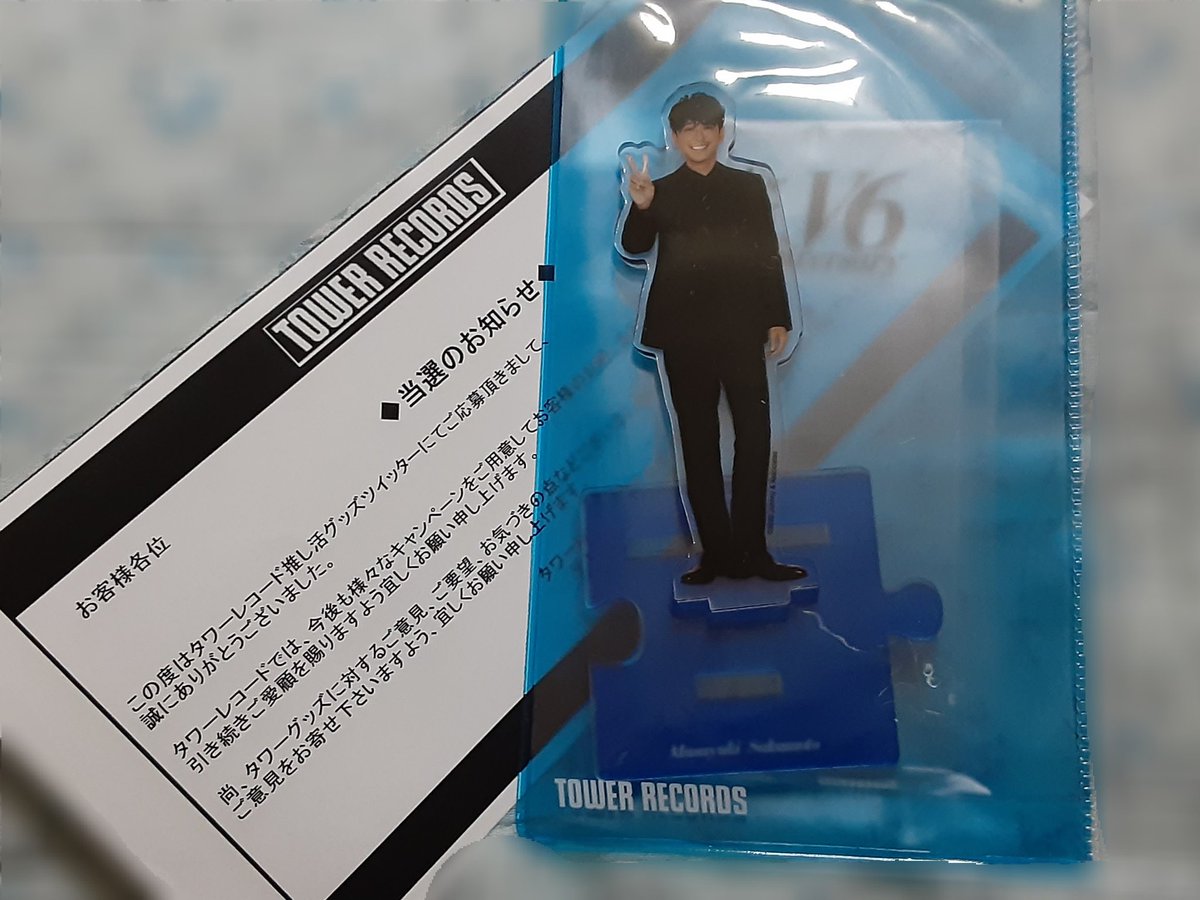 TOWER RECORDS
◆当選のお知らせ◆
お客様各位
この度はタワーレコード推し活グッズツイッターにてご応募頂きまして、
誠にありがとうございました。
タワーレコードでは、今後も様々なキャンペーンをご用意してお客様の
引き続きご愛顧を賜りますよう宜しくお願い申し上げます。
尚、タワーグッズに対するご意見、ご要望、お気づきの点など
ご意見をお寄せ下さいますよう、宜しくお願い申し上げます
タワー
V6
Masayuki Sakamoto
TOWER RECORDS